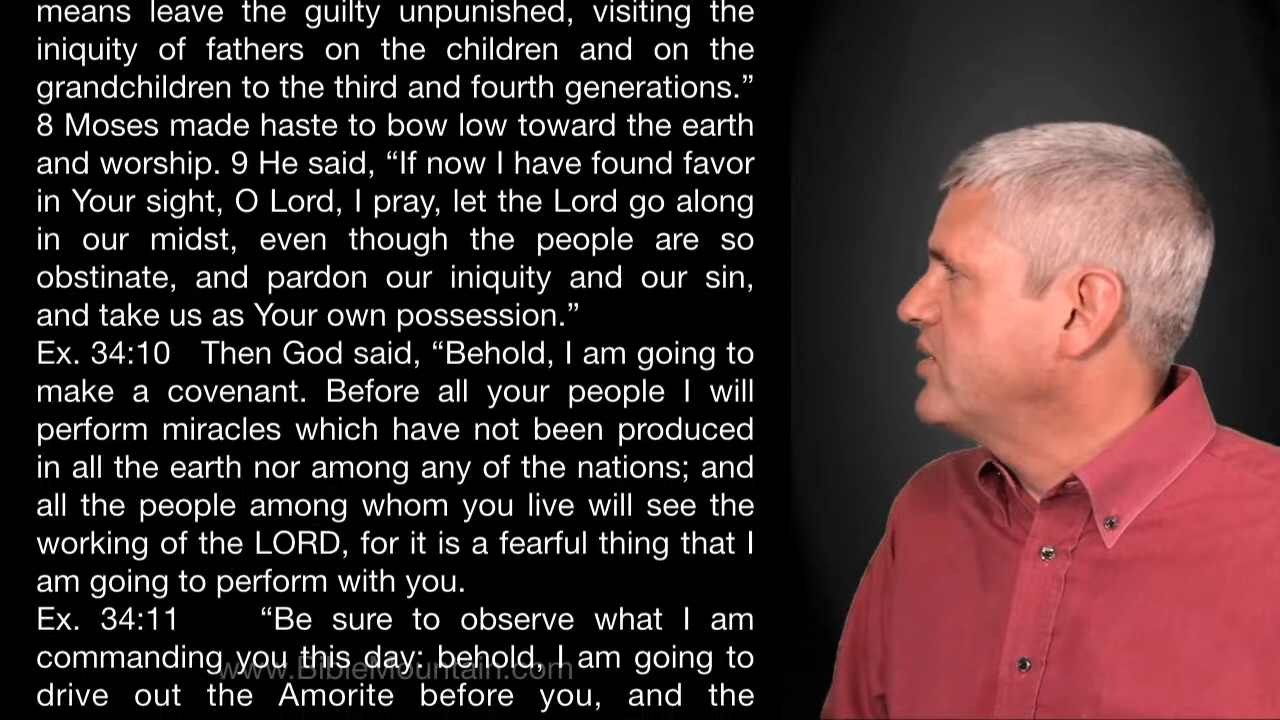 means leave the guilty unpunished, visiting the
iniquity of fathers on the children and on the
grandchildren to the third and fourth generations.”
8 Moses made haste to bow low toward the earth
and worship. 9 He said, “If now I have found favor
in Your sight, O Lord, I pray, let the Lord go along
in our midst, even though the people are so
obstinate, and pardon our iniquity and our sin,
and take us as Your own possession.”
Ex. 34:10 Then God said, “Behold, I am going to
make a covenant. Before all your people I will
perform miracles which have not been produced
in all the earth nor among any of the nations; and
all the people among whom you live will see the
working of the LORD, for it is a fearful thing that I
am going to perform with you.
Ex. 34:11 “Be sure to observe what I am
commanding you this day: behold, I am going to
www.BibleMountain.com
drive out the Amorite before you, and the